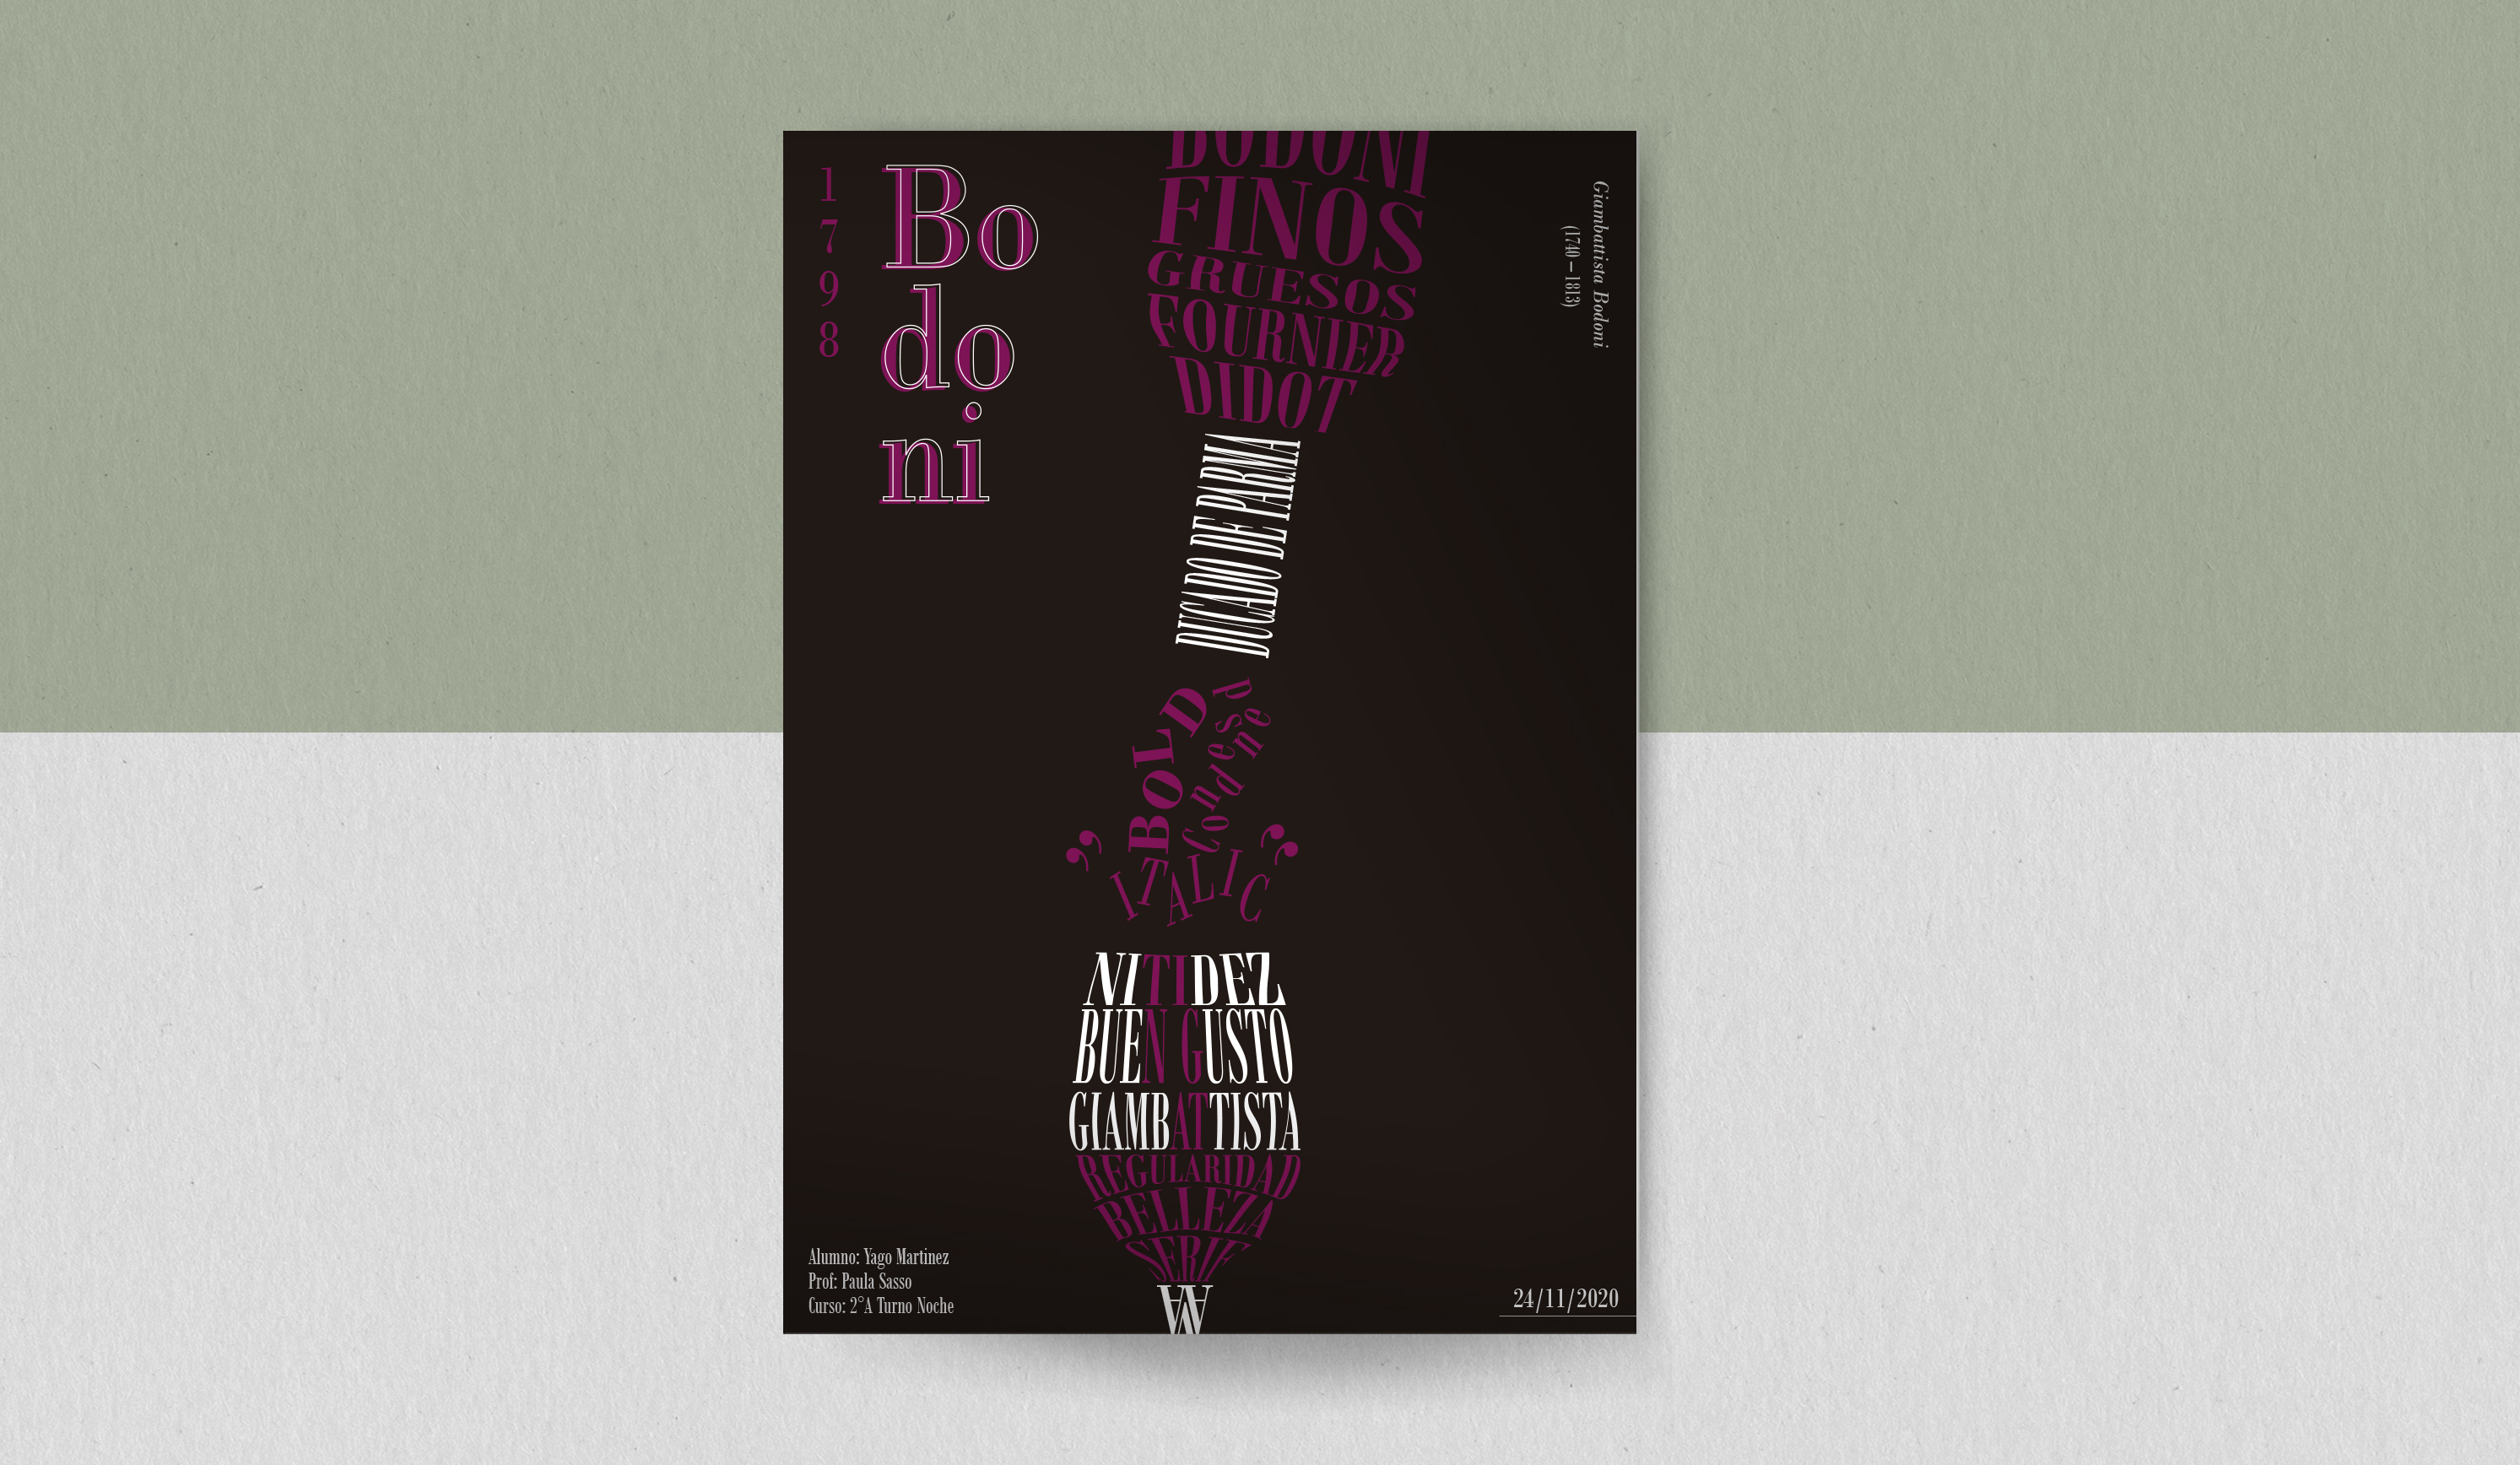 1
7
9
8
Bo
do
ni
BODONI
FINOS
GRUESOS
FOURNIER
DIDOT
DUCADO DE PARMA
Giambattista Bodoni
(1740 – 1813)
BOLD
Condensed
”
ITALIC
“
NITIDEZ
BUEN GUSTO
GIAMBATTISTA
REGULARIDAD
BELLEZA
SERIF
Alumno: Yago Martinez
Prof: Paula Sasso
Curso: 2°A Turno Noche
24/11/2020